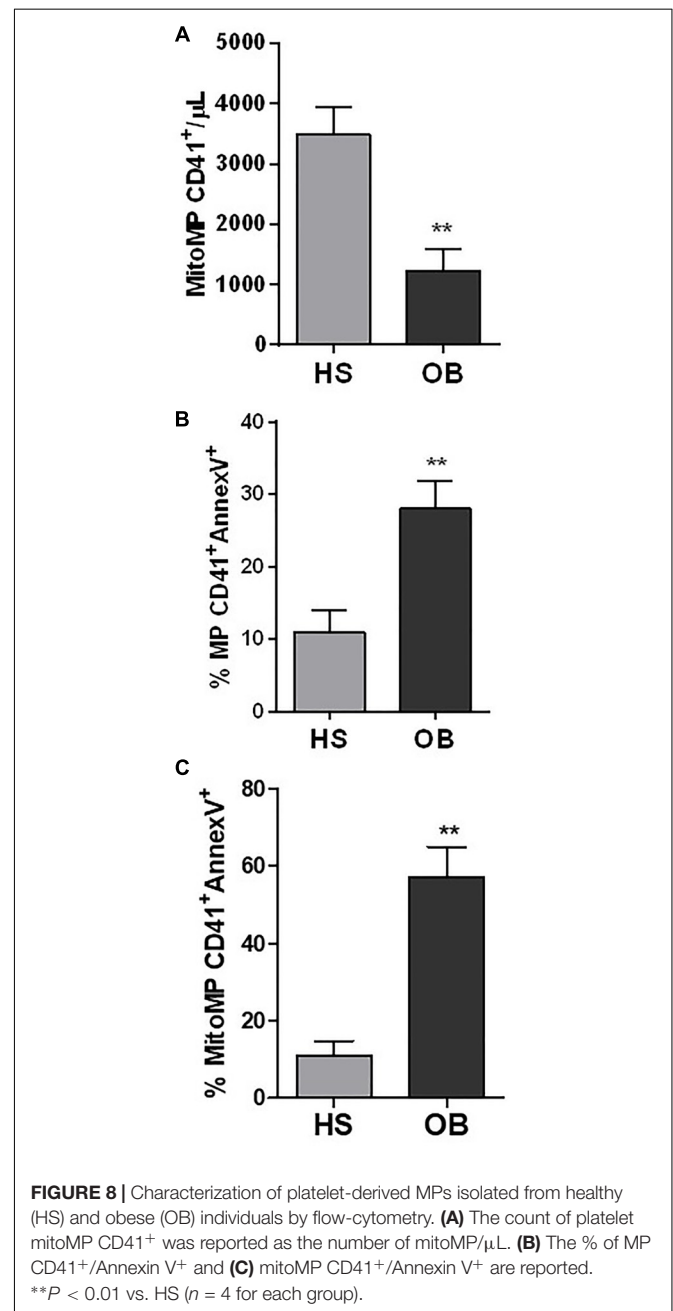 A
5000
4000
3000
2000
1000
0
MitoMP CD41+/μL
**
HS OB
B
40
30
20
10
0
% MP CD41+AnnexV+
**
HS OB
C
80
60
40
20
0
% MitoMP CD41+AnnexV+
**
HS OB
FIGURE 8 | Characterization of platelet-derived MPs isolated from healthy
(HS) and obese (OB) individuals by flow-cytometry. (A) The count of platelet
mitoMP CD41+ was reported as the number of mitoMP/μL. (B) The % of MP
CD41+/Annexin V+ and (C) mitoMP CD41+/Annexin V+ are reported.
**P < 0.01 vs. HS (n = 4 for each group).